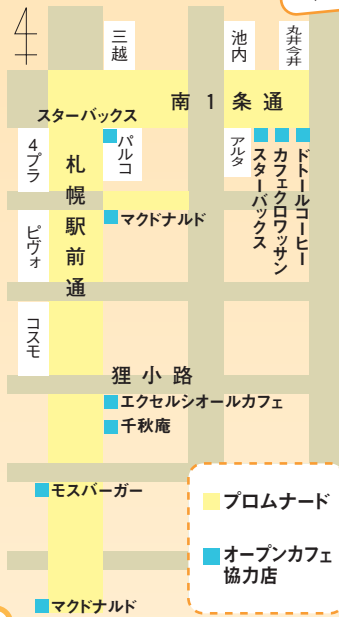 三越
池内
丸井今井
南1条通
スターバックス
4プラ
パルコ
アルタ
スターバックス
カフェクロワッサン
ドトールコーヒー
札幌駅前通
マクドナルド
ピヴォ
コスモ
狸小路
エクセルシオールカフェ
千秋庵
モスバーガー
プロムナード
オープンカフェ
協力店
マクドナルド